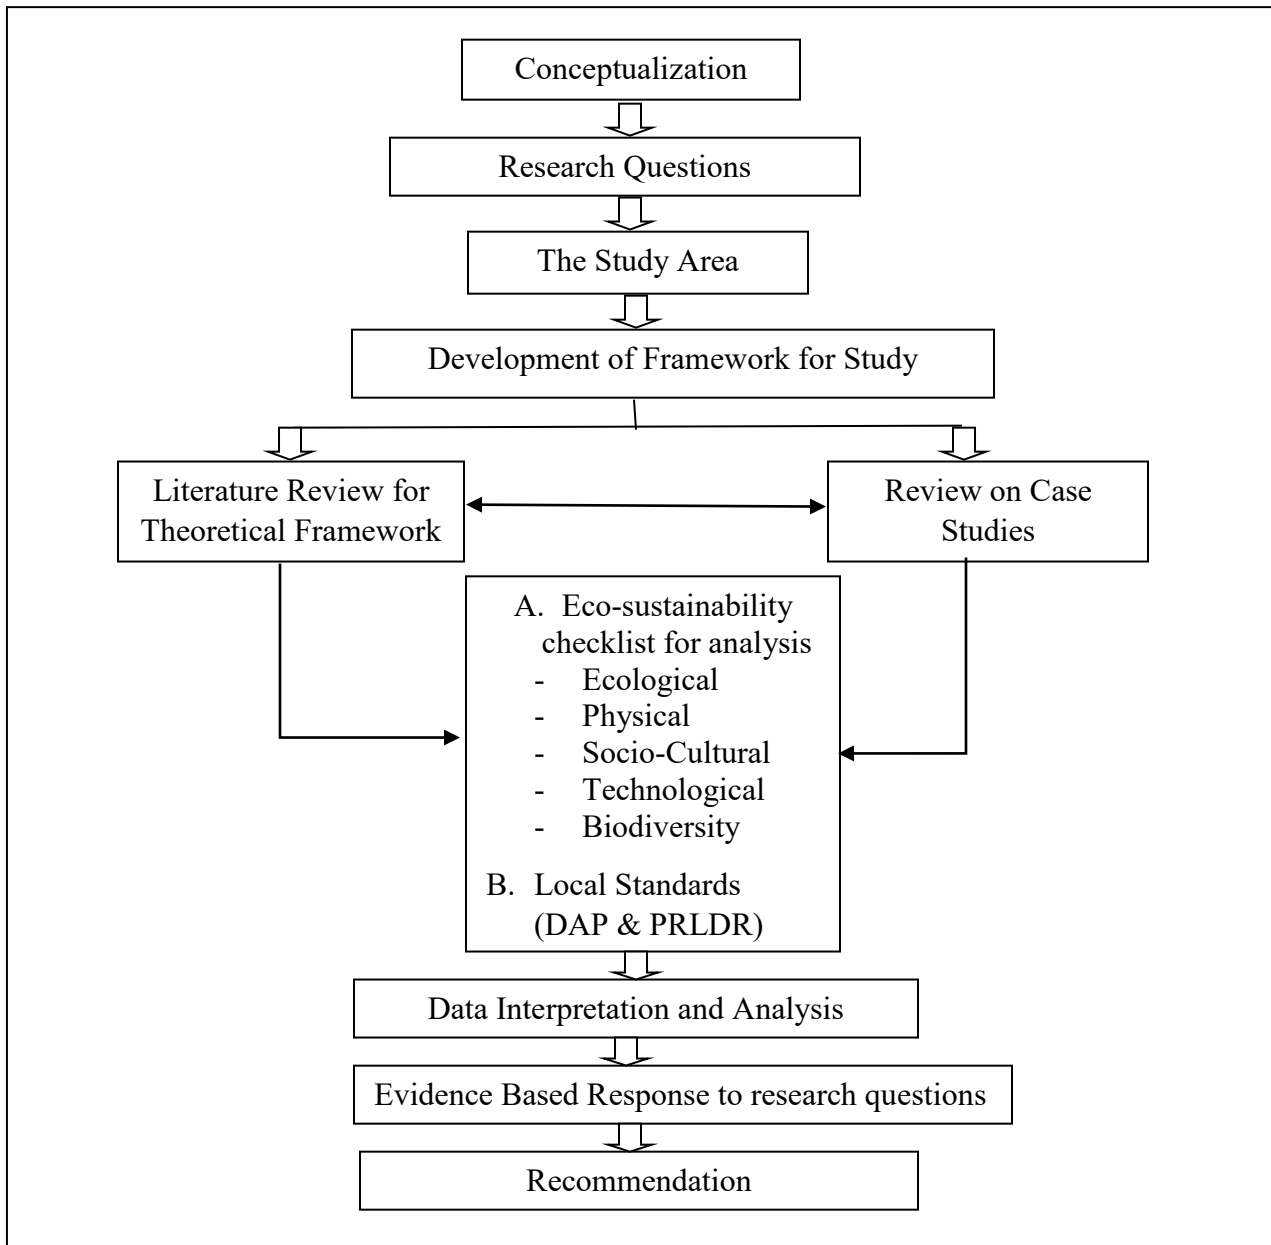 Conceptualization
Research Questions
The Study Area
Development of Framework for Study
Literature Review for
Theoretical Framework
Review on Case
Studies
A. Eco-sustainability
checklist for analysis
- Ecological
- Physical
- Socio-Cultural
- Technological
- Biodiversity
B. Local Standards
(DAP & PRLDR)
Data Interpretation and Analysis
Evidence Based Response to research questions
Recommendation